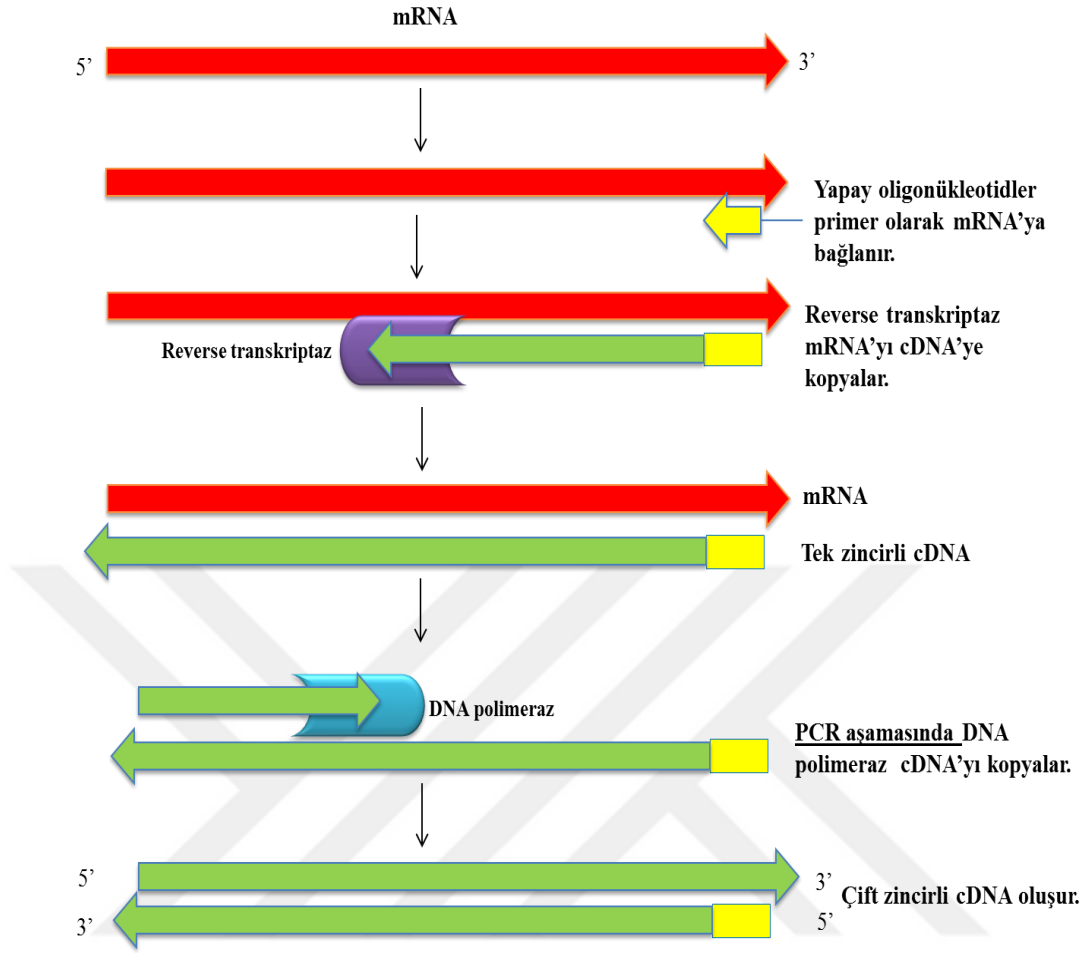 mRNA
5’
3’
Yapay oligonükleotidler
primer olarak mRNA’ya
bağlanır.
Reverse transkriptaz
Reverse transkriptaz
mRNA’yı cDNA’ye
kopyalar.
mRNA
Tek zincirli cDNA
DNA polimeraz
PCR aşamasında DNA
polimeraz cDNA’yı kopyalar.
5’
3’
Çift zincirli cDNA oluşur.
3’
5’